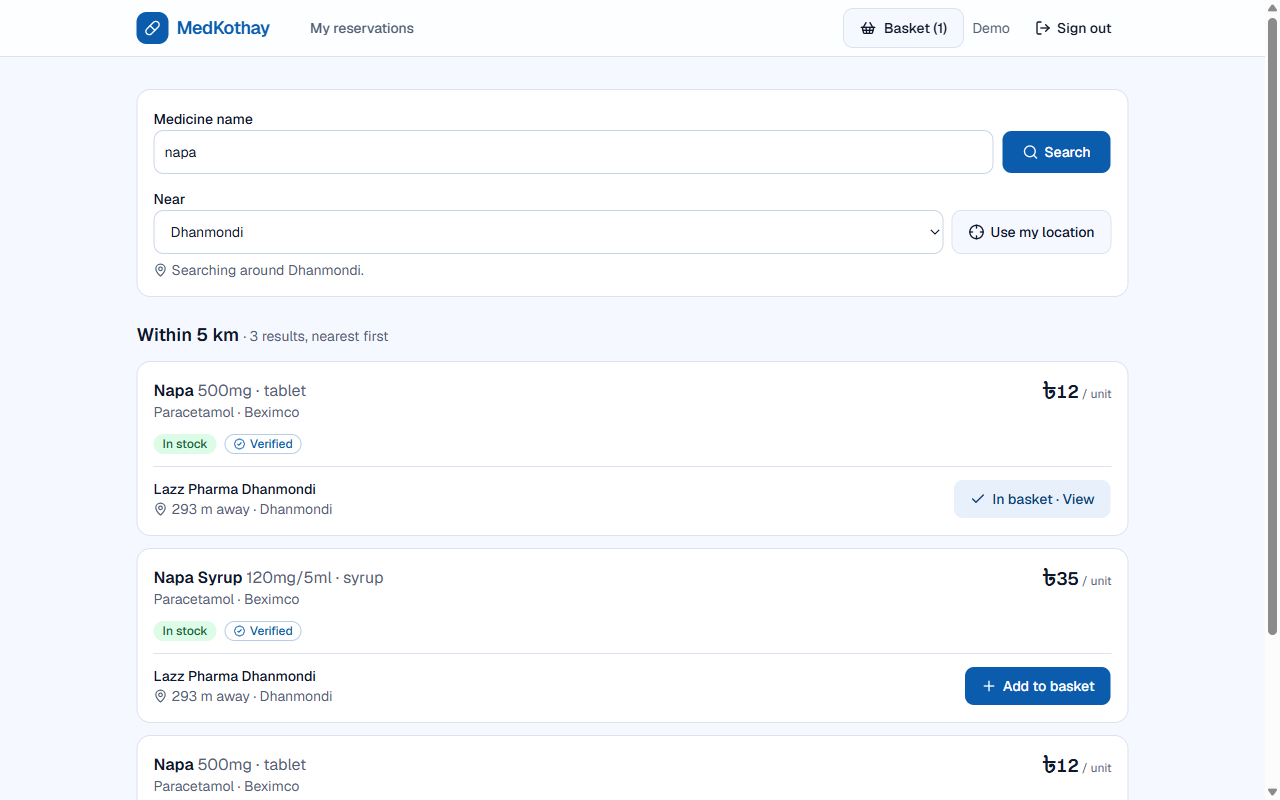 MedKothay My reservations Basket (1) Demo Sign out
Medicine name
napa Search
Near
Dhanmondi Use my location
Searching around Dhanmondi.
Within 5 km · 3 results, nearest first
Napa 500mg · tablet ৳12 / unit
Paracetamol · Beximco
In stock Verified
Lazz Pharma Dhanmondi
293 m away · Dhanmondi In basket · View
Napa Syrup 120mg/5ml · syrup ৳35 / unit
Paracetamol · Beximco
In stock Verified
Lazz Pharma Dhanmondi
293 m away · Dhanmondi Add to basket
Napa 500mg · tablet ৳12 / unit
Paracetamol · Beximco